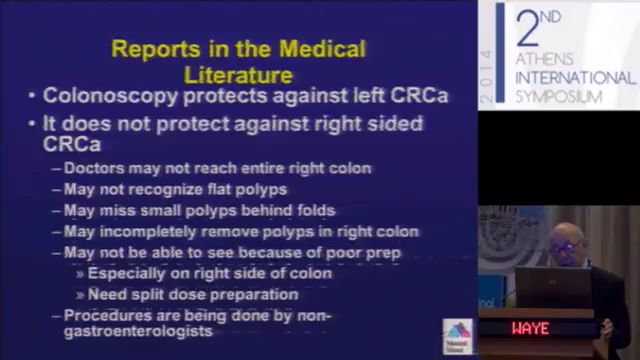 Reports in the Medical
Literature
• Colonoscopy protects against left CRCa
• It does not protect against right sided
CRCa
– Doctors may not reach entire right colon
– May not recognize flat polyps
– May miss small polyps behind folds
– May incompletely remove polyps in right colon
– May not be able to see because of poor prep
» Especially on right side of colon
» Need split dose preparation
– Procedures are being done by non-
gastroenterologists
2014
2ND
ATHENS
INTERNATIONAL
SYMPOSIUM
WAYE